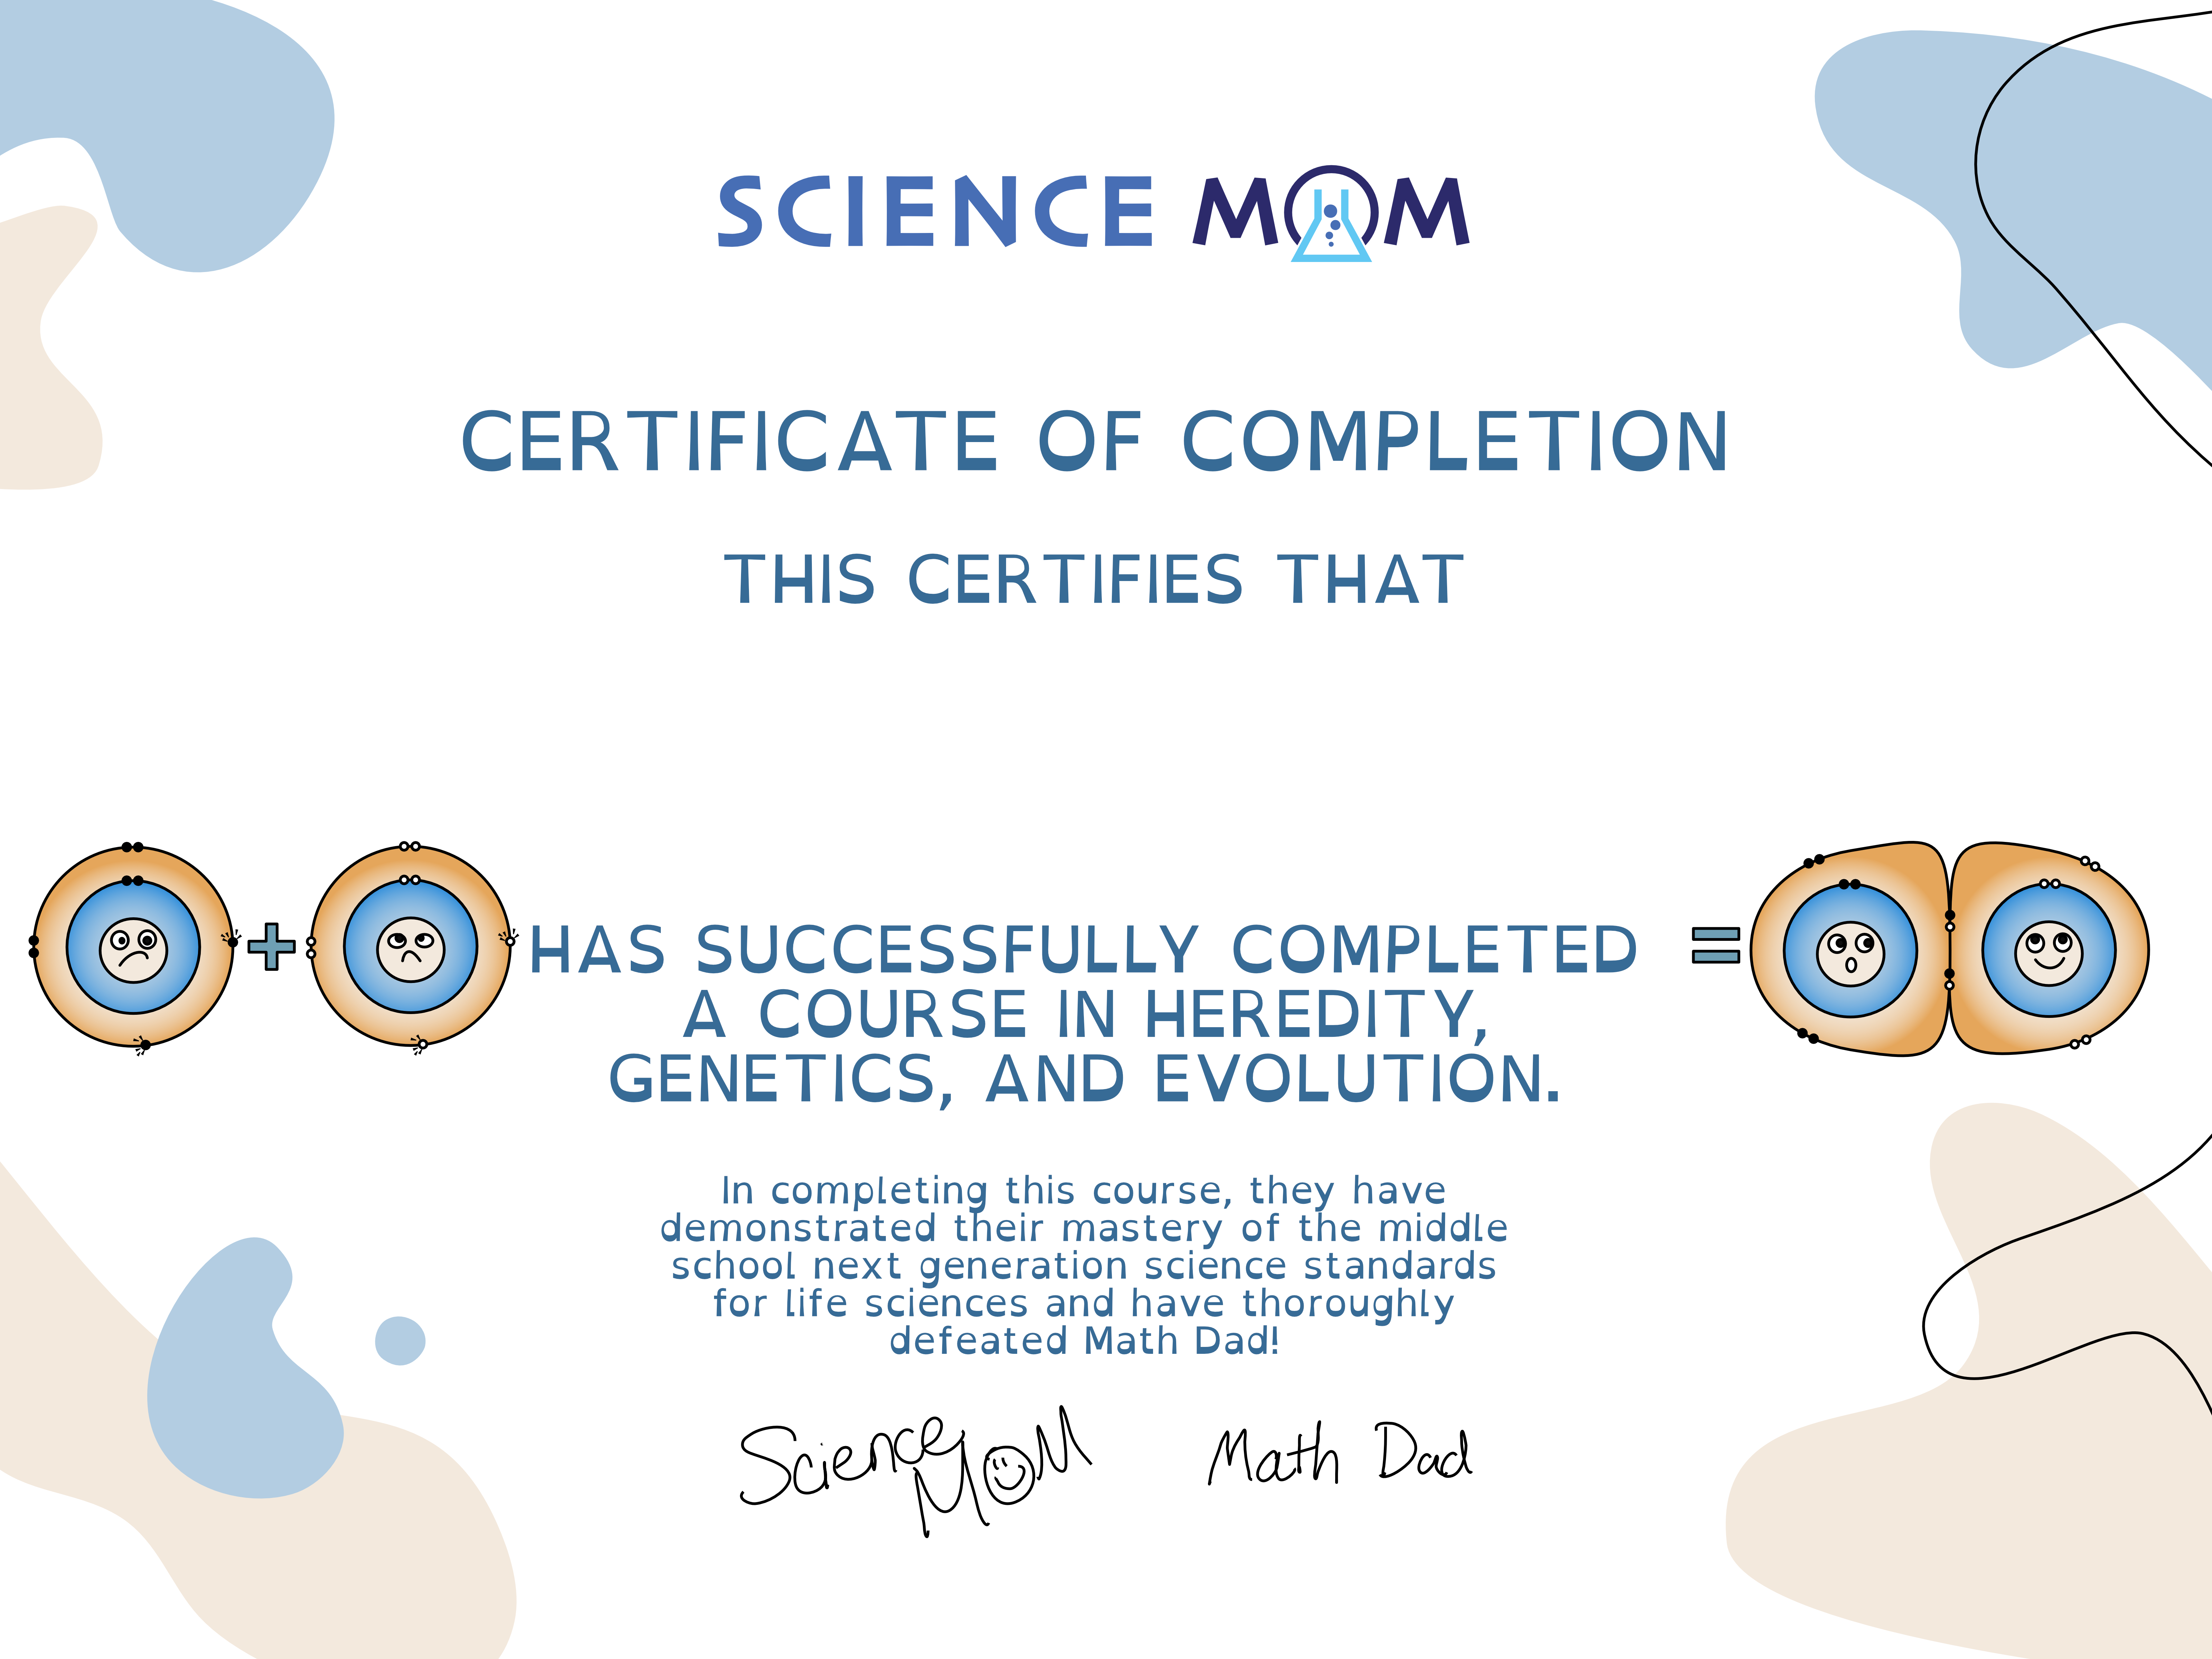 SCIENCE MOM
CERTIFICATE OF COMPLETION
THIS CERTIFIES THAT
HAS SUCCESSFULLY COMPLETED
A COURSE IN HEREDITY,
GENETICS, AND EVOLUTION.
In completing this course, they have
demonstrated their mastery of the middle
school next generation science standards
for life sciences and have thoroughly
defeated Math Dad!
Science Mom Math Dad